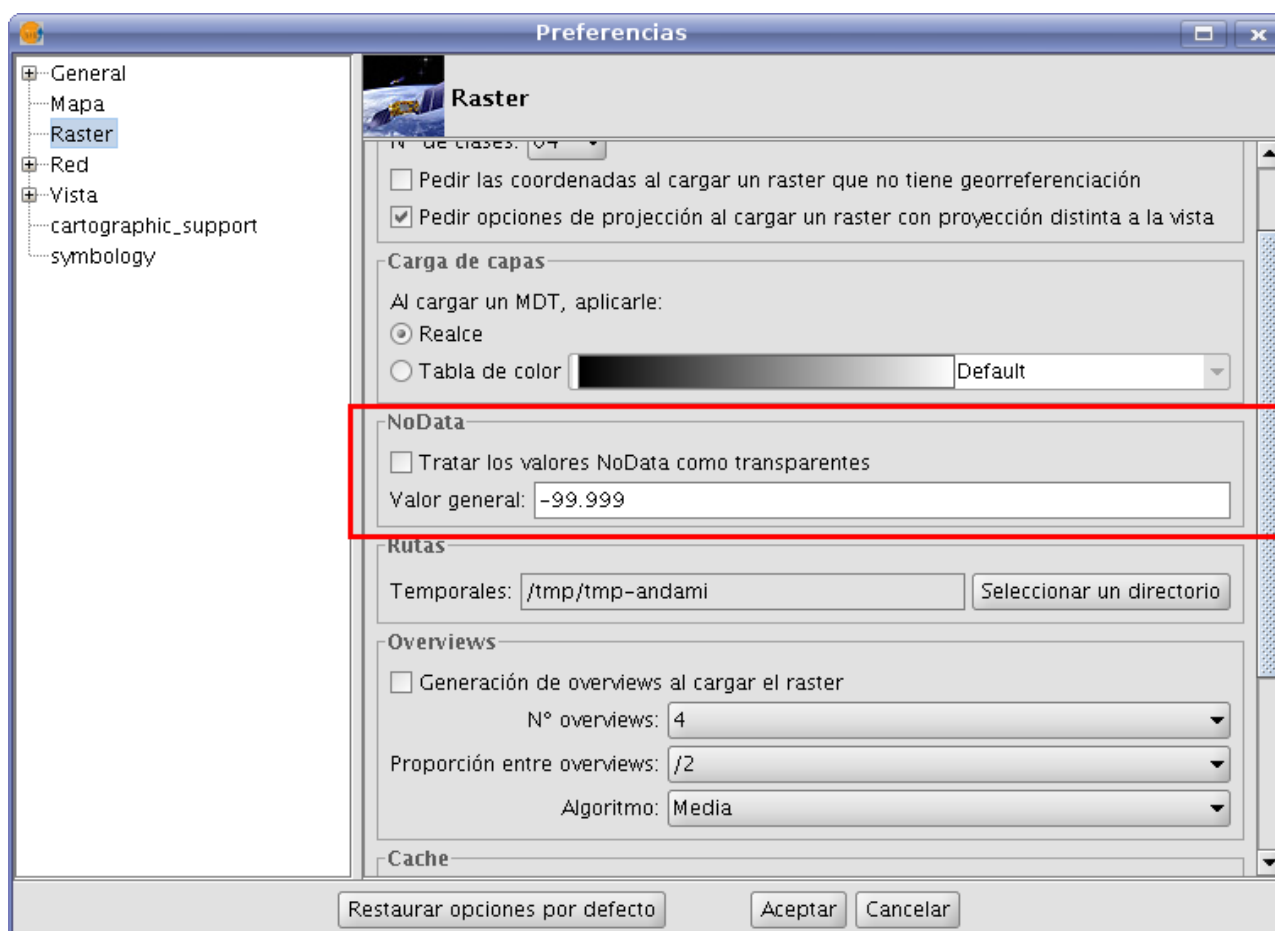 Preferencias
General
Mapa
Raster
Red
Vista
cartographic_support
symbology
Raster
N° de clases: 64
Pedir las coordenadas al cargar un raster que no tiene georreferenciación
Pedir opciones de projección al cargar un raster con proyección distinta a la vista
Carga de capas
Al cargar un MDT, aplicarle:
Realce
Tabla de color Default
NoData
Tratar los valores NoData como transparentes
Valor general: -99.999
Rutas
Temporales: /tmp/tmp-andami Seleccionar un directorio
Overviews
Generación de overviews al cargar el raster
N° overviews: 4
Proporción entre overviews: /2
Algoritmo: Media
Cache
Restaurar opciones por defecto Aceptar Cancelar